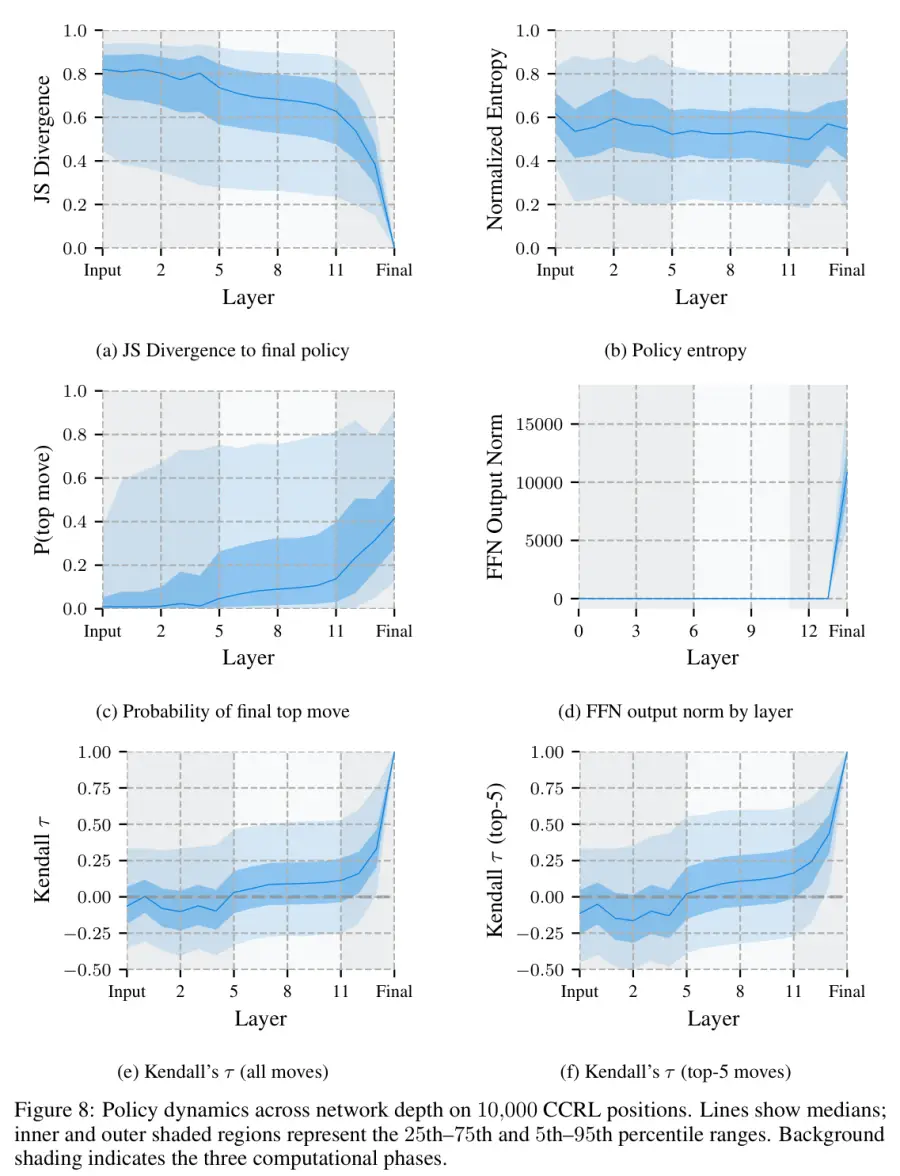 1.0
0.8
0.6
0.4
0.2
0.0
JS Divergence
Input 2 5 8 11 Final
Layer
(a) JS Divergence to final policy
1.0
0.8
0.6
0.4
0.2
0.0
Normalized Entropy
Input 2 5 8 11 Final
Layer
(b) Policy entropy
1.0
0.8
0.6
0.4
0.2
0.0
P(top move)
Input 2 5 8 11 Final
Layer
(c) Probability of final top move
15000
10000
5000
0
FFN Output Norm
0 3 6 9 12 Final
Layer
(d) FFN output norm by layer
1.00
0.75
0.50
0.25
0.00
−0.25
−0.50
Kendall τ
Input 2 5 8 11 Final
Layer
(e) Kendall's τ (all moves)
1.00
0.75
0.50
0.25
0.00
−0.25
−0.50
Kendall τ (top-5)
Input 2 5 8 11 Final
Layer
(f) Kendall's τ (top-5 moves)
Figure 8: Policy dynamics across network depth on 10,000 CCRL positions. Lines show medians;
inner and outer shaded regions represent the 25th–75th and 5th–95th percentile ranges. Background
shading indicates the three computational phases.